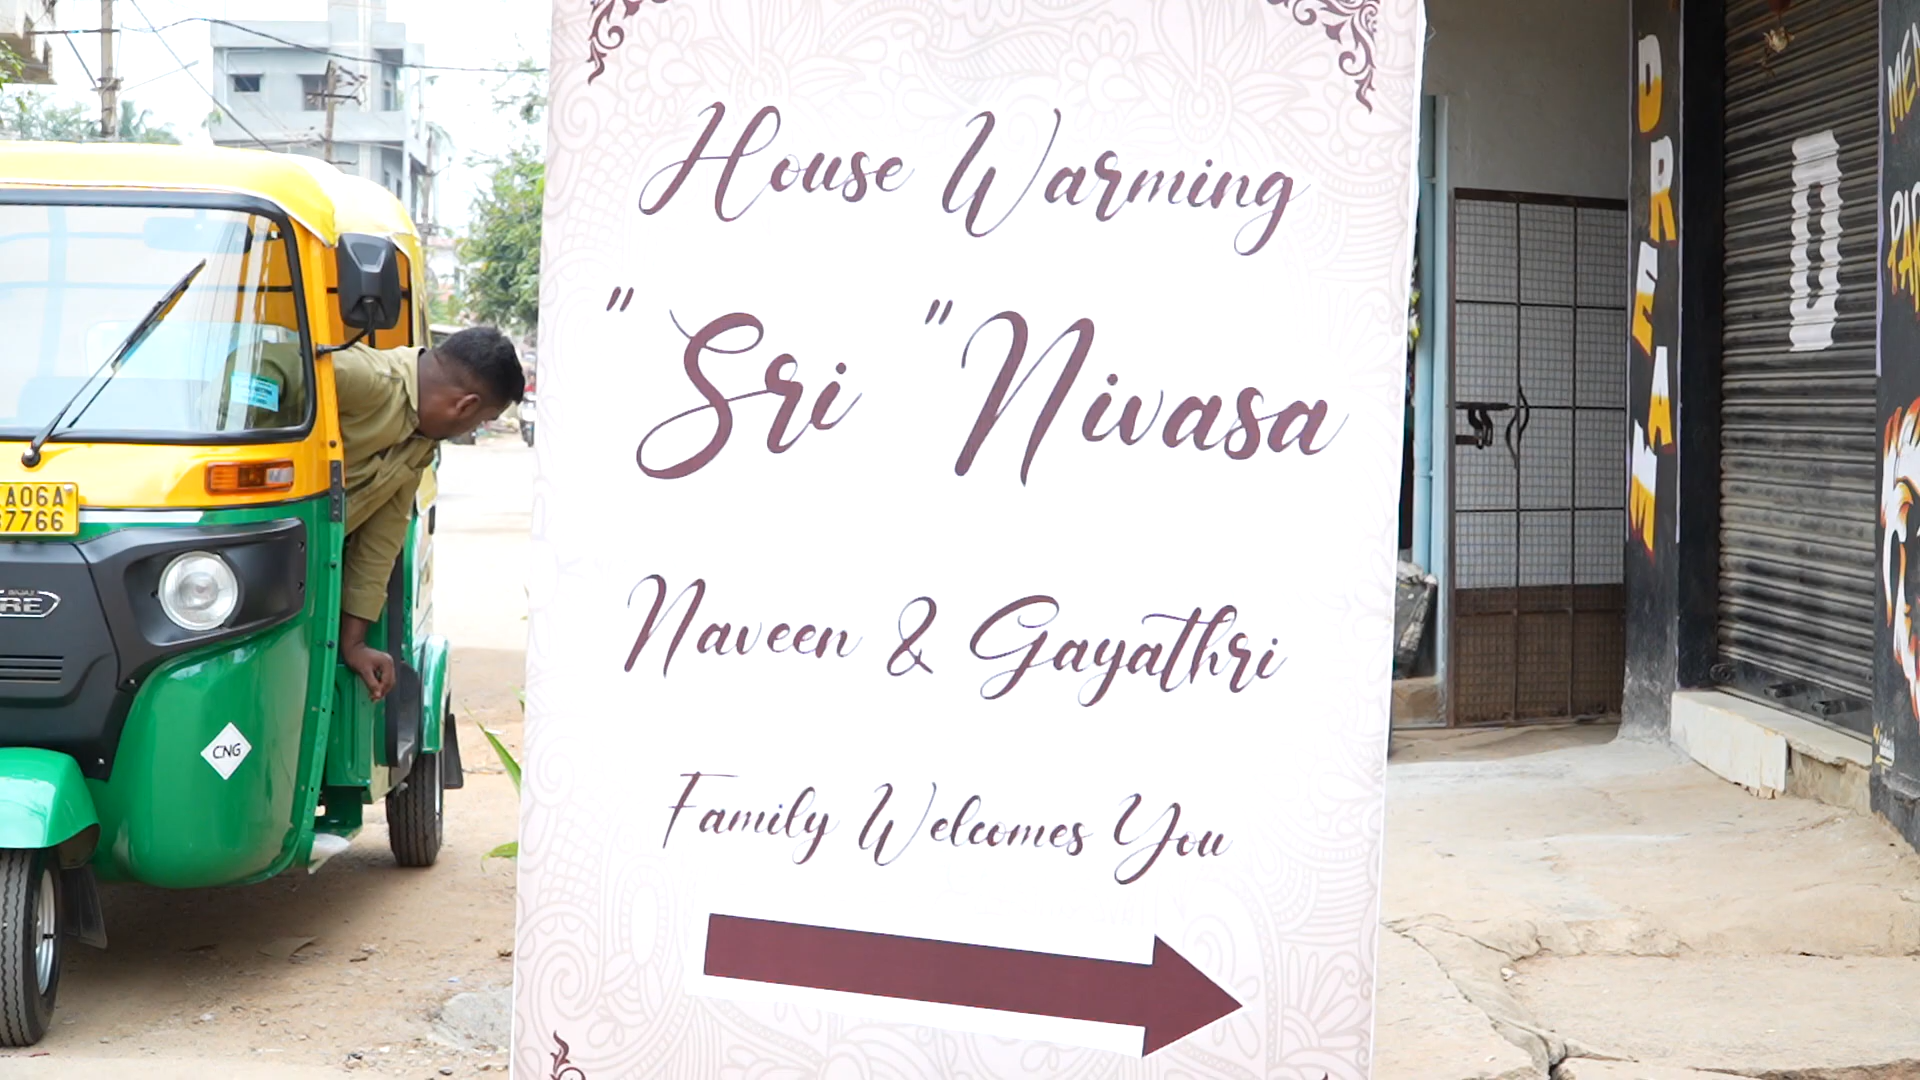 House Warming
"Sri "Nivasa
Naveen & Gayathri
Family Welcomes You
CNG
DREAM